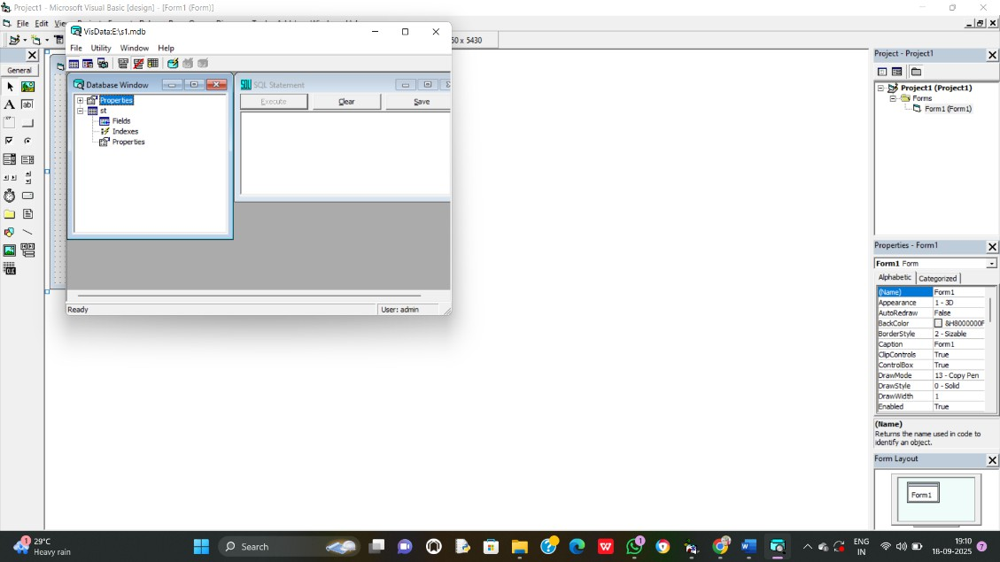 Project1 - Microsoft Visual Basic [design] - [Form1 (Form)]
File Edit
VisData:E:\s1.mdb
File Utility Window Help
5430
General
Database Window
Properties
st
Fields
Indexes
Properties
SQL Statement
Execute Clear Save
Ready
User: admin
Project - Project1
Project1 (Project1)
Forms
Form1 (Form1)
Properties - Form1
Form1 Form
Alphabetic Categorized
(Name) Form1
Appearance 1 - 3D
AutoRedraw False
BackColor &H8000000F
BorderStyle 2 - Sizable
Caption Form1
ClipControls True
ControlBox True
DrawMode 13 - Copy Pen
DrawStyle 0 - Solid
DrawWidth 1
Enabled True
(Name)
Returns the name used in code to
identify an object.
Form Layout
Form1
29°C
Heavy rain
Search
ENG
IN
19:10
18-09-2025